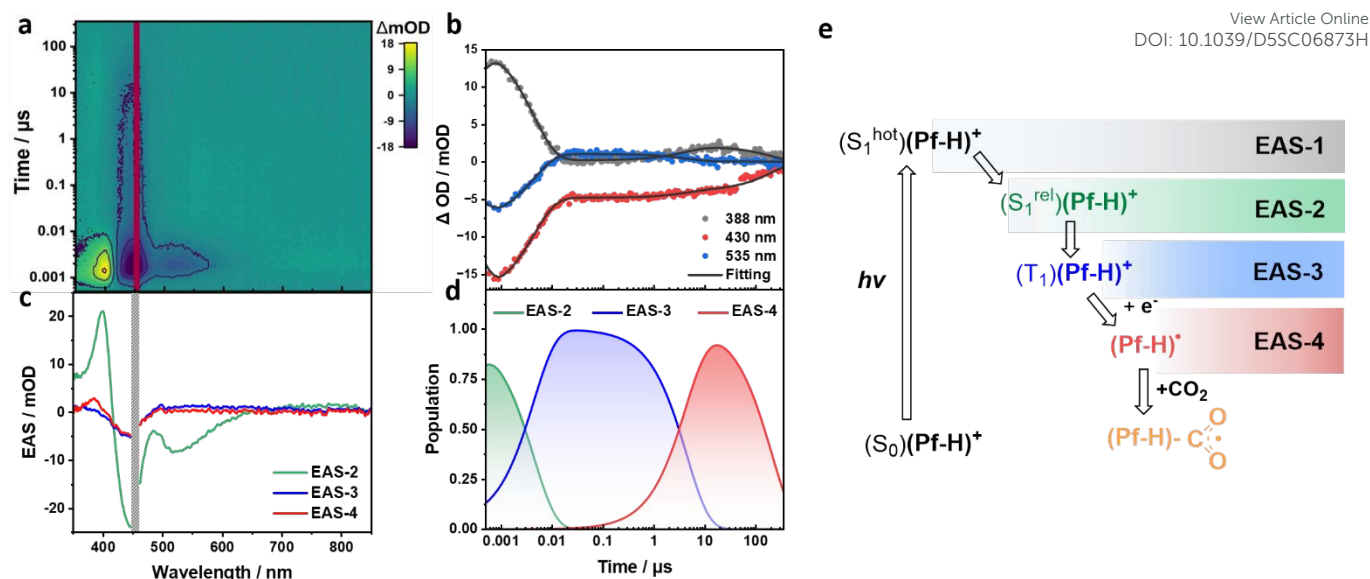 View Article Online
DOI: 10.1039/D5SC06873H
a
ΔmOD
18
9
0
-9
-18
100
10
1
0.1
0.01
0.001
Time / μs
b
15
10
5
0
−5
−10
−15
Δ OD / mOD
388 nm
430 nm
535 nm
Fitting
c
20
10
0
-10
-20
EAS / mOD
EAS-2
EAS-3
EAS-4
400 500 600 700 800
Wavelength / nm
d
EAS-2 EAS-3 EAS-4
1.00
0.75
0.50
0.25
0.00
Population
0.001 0.01 0.1 1 10 100
Time / μs
e
(S₁ʰᵒᵗ)(Pf-H)⁺ EAS-1
(S₁ʳᵉˡ)(Pf-H)⁺ EAS-2
hν
(T₁)(Pf-H)⁺ EAS-3
+ e⁻
(Pf-H)• EAS-4
+CO₂
(S₀)(Pf-H)⁺
(Pf-H)-C
O
O